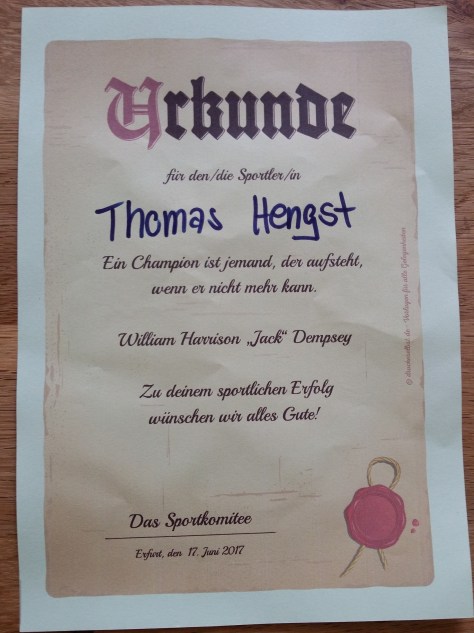 Urkunde
für den/die Sportler/in
Thomas Hengst
Ein Champion ist jemand, der aufsteht,
wenn er nicht mehr kann.
William Harrison „Jack“ Dempsey
Zu deinem sportlichen Erfolg
wünschen wir alles Gute!
Das Sportkomitee
Erfurt, den 17. Juni 2017